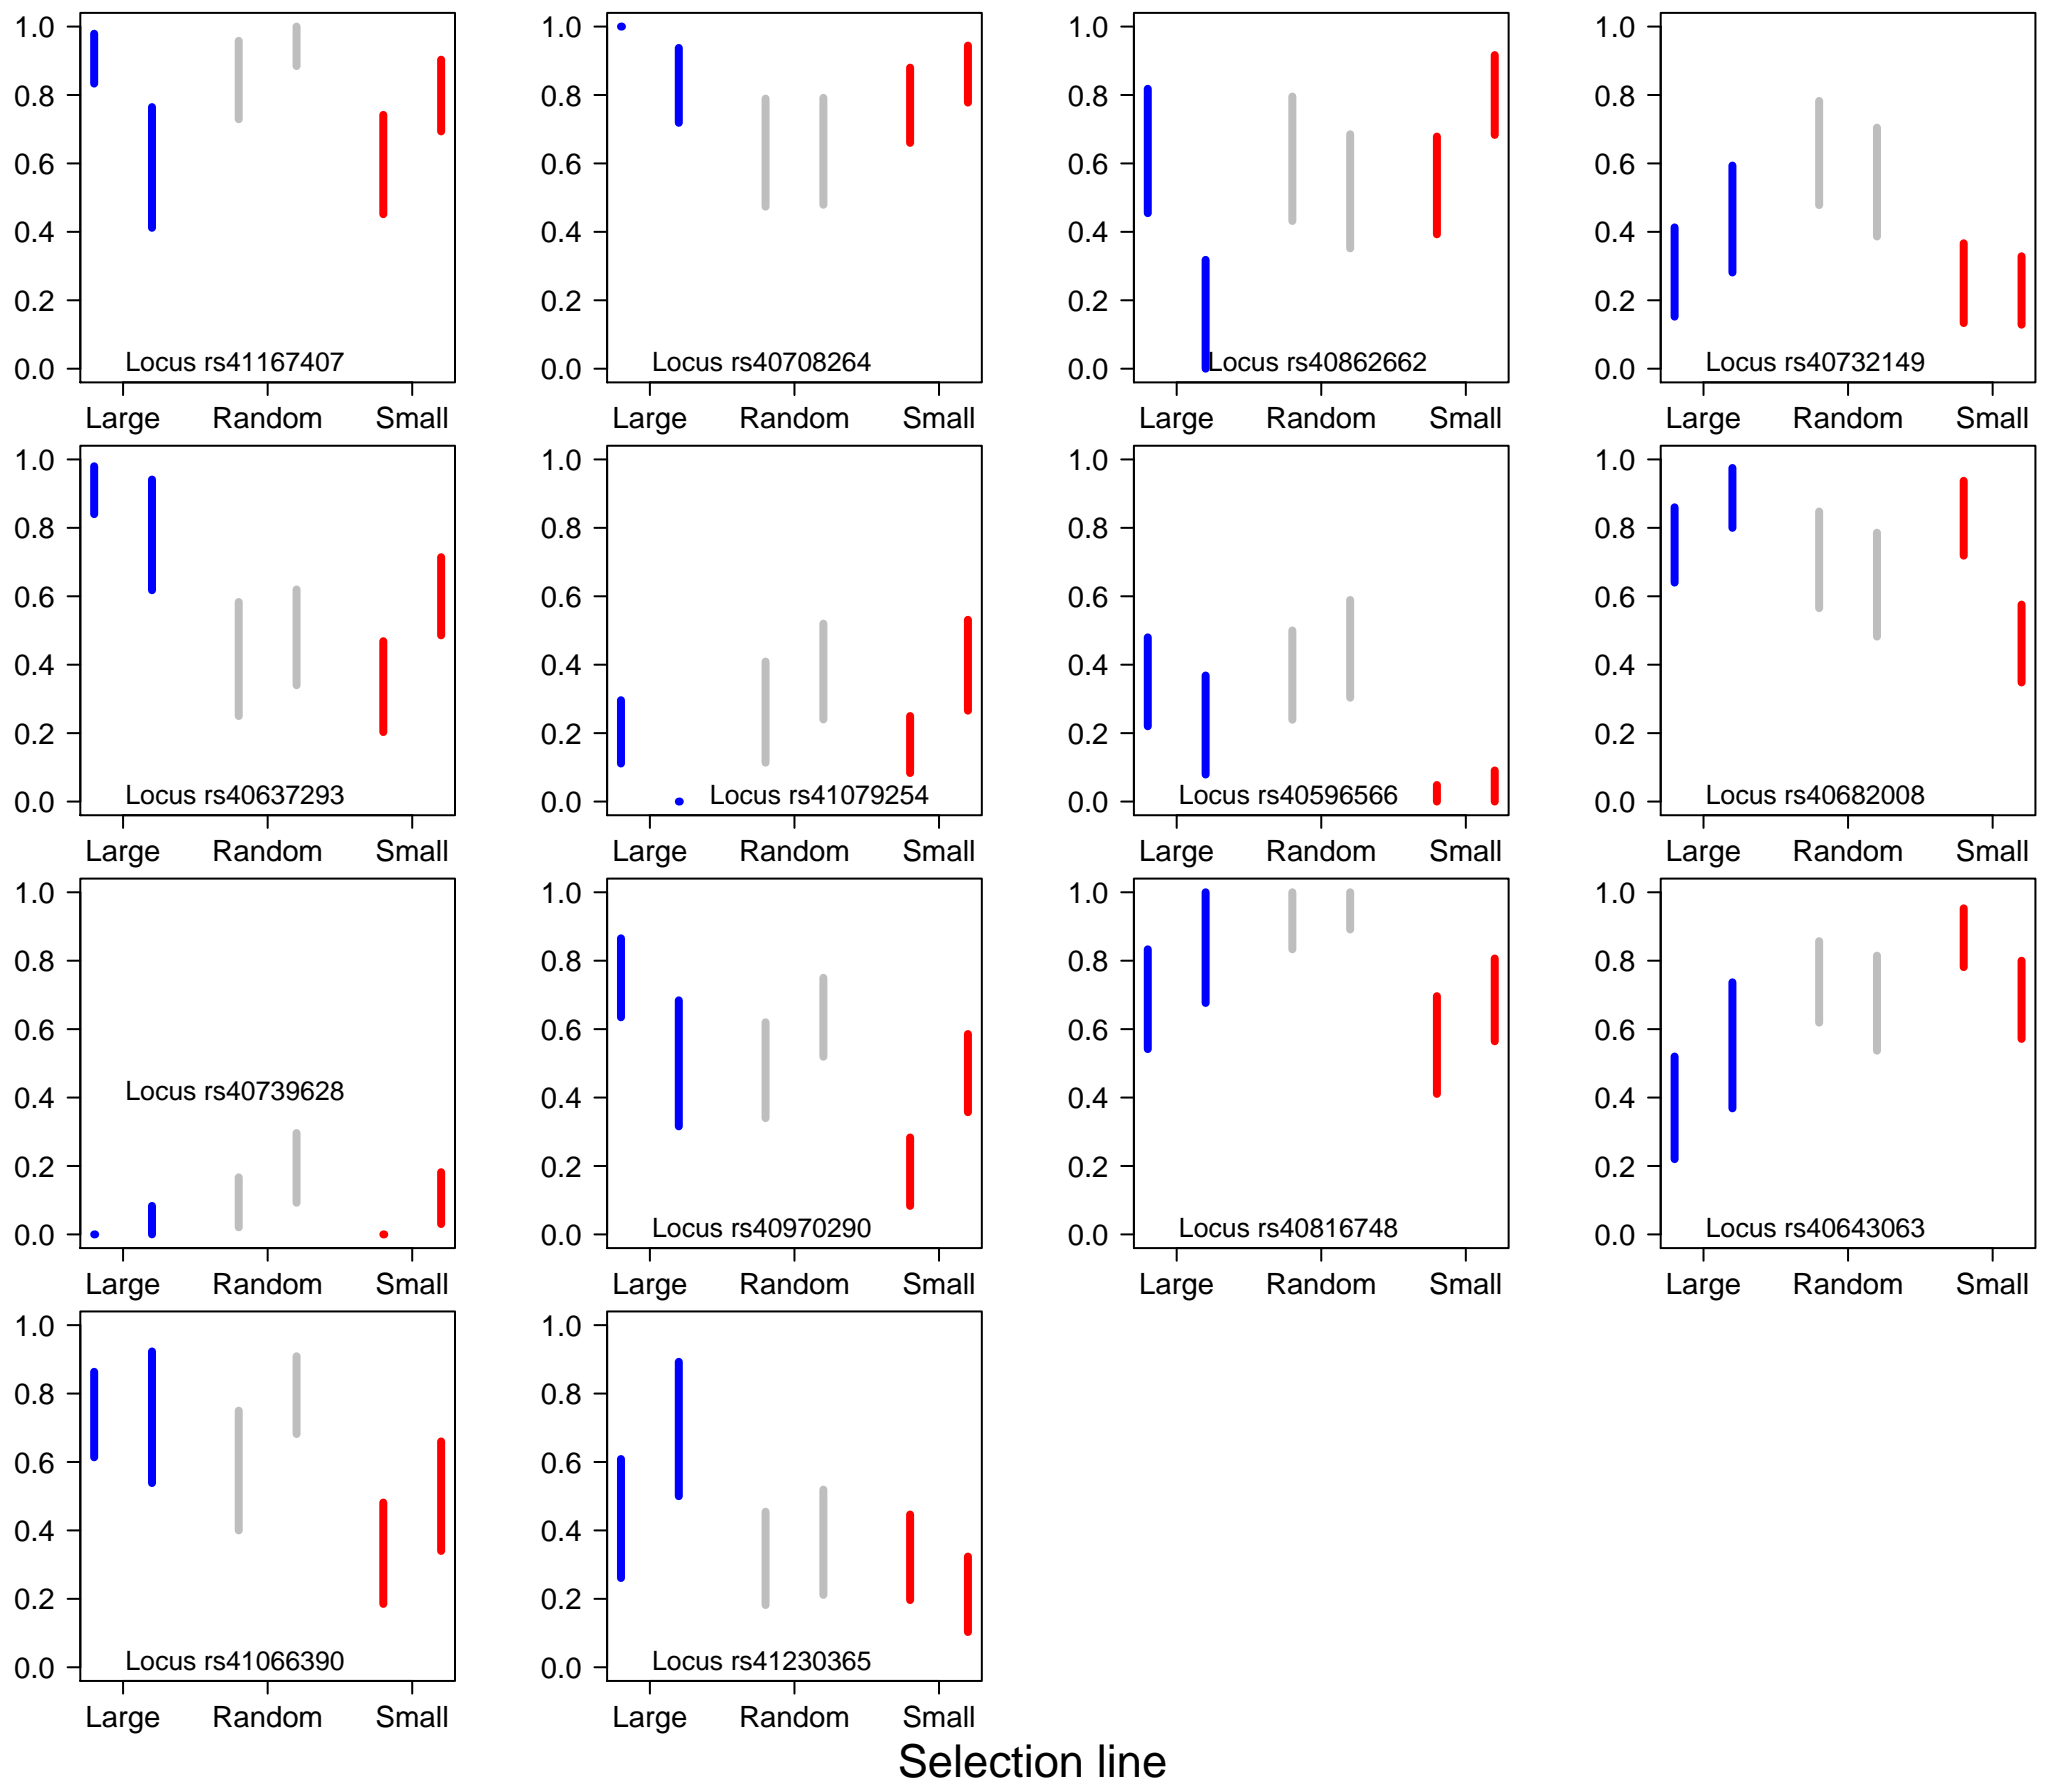 1.0 1.0 1.0 1.0
0.8 0.8 0.8 0.8
0.6 0.6 0.6 0.6
0.4 0.4 0.4 0.4
0.2 0.2 0.2 0.2
0.0 Locus rs41167407 0.0 Locus rs40708264 0.0 Locus rs40862662 0.0 Locus rs40732149
Large Random Small Large Random Small Large Random Small Large Random Small
1.0 1.0 1.0 1.0
0.8 0.8 0.8 0.8
0.6 0.6 0.6 0.6
0.4 0.4 0.4 0.4
0.2 0.2 0.2 0.2
0.0 Locus rs40637293 0.0 Locus rs41079254 0.0 Locus rs40596566 0.0 Locus rs40682008
Large Random Small Large Random Small Large Random Small Large Random Small
1.0 1.0 1.0 1.0
0.8 0.8 0.8 0.8
0.6 0.6 0.6 0.6
0.4 Locus rs40739628 0.4 0.4 0.4
0.2 0.2 0.2 0.2
0.0 0.0 Locus rs40970290 0.0 Locus rs40816748 0.0 Locus rs40643063
Large Random Small Large Random Small Large Random Small Large Random Small
1.0 1.0
0.8 0.8
0.6 0.6
0.4 0.4
0.2 0.2
0.0 Locus rs41066390 0.0 Locus rs41230365
Large Random Small Large Random Small
Selection line